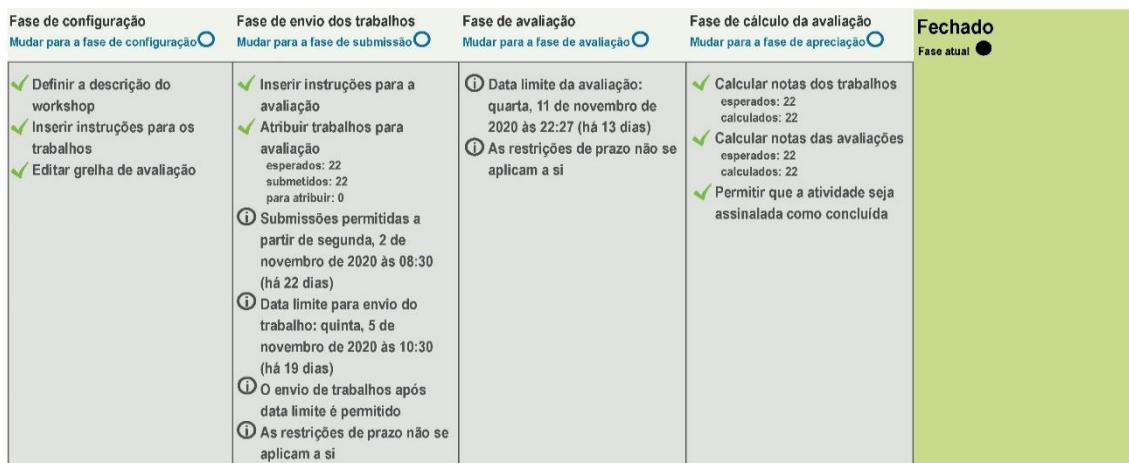 Fase de configuração
Mudar para a fase de configuração
Definir a descrição do
workshop
Inserir instruções para os
trabalhos
Editar grelha de avaliação
Fase de envio dos trabalhos
Mudar para a fase de submissão
Inserir instruções para a
avaliação
Atribuir trabalhos para
avaliação
esperados: 22
submetidos: 22
para atribuir: 0
Submissões permitidas a
partir de segunda, 2 de
novembro de 2020 às 08:30
(há 22 dias)
Data limite para envio do
trabalho: quinta, 5 de
novembro de 2020 às 10:30
(há 19 dias)
O envio de trabalhos após
data limite é permitido
As restrições de prazo não se
aplicam a si
Fase de avaliação
Mudar para a fase de avaliação
Data limite da avaliação:
quarta, 11 de novembro de
2020 às 22:27 (há 13 dias)
As restrições de prazo não se
aplicam a si
Fase de cálculo da avaliação
Mudar para a fase de apreciação
Calcular notas dos trabalhos
esperados: 22
calculados: 22
Calcular notas das avaliações
esperados: 22
calculados: 22
Permitir que a atividade seja
assinalada como concluída
Fechado
Fase atual